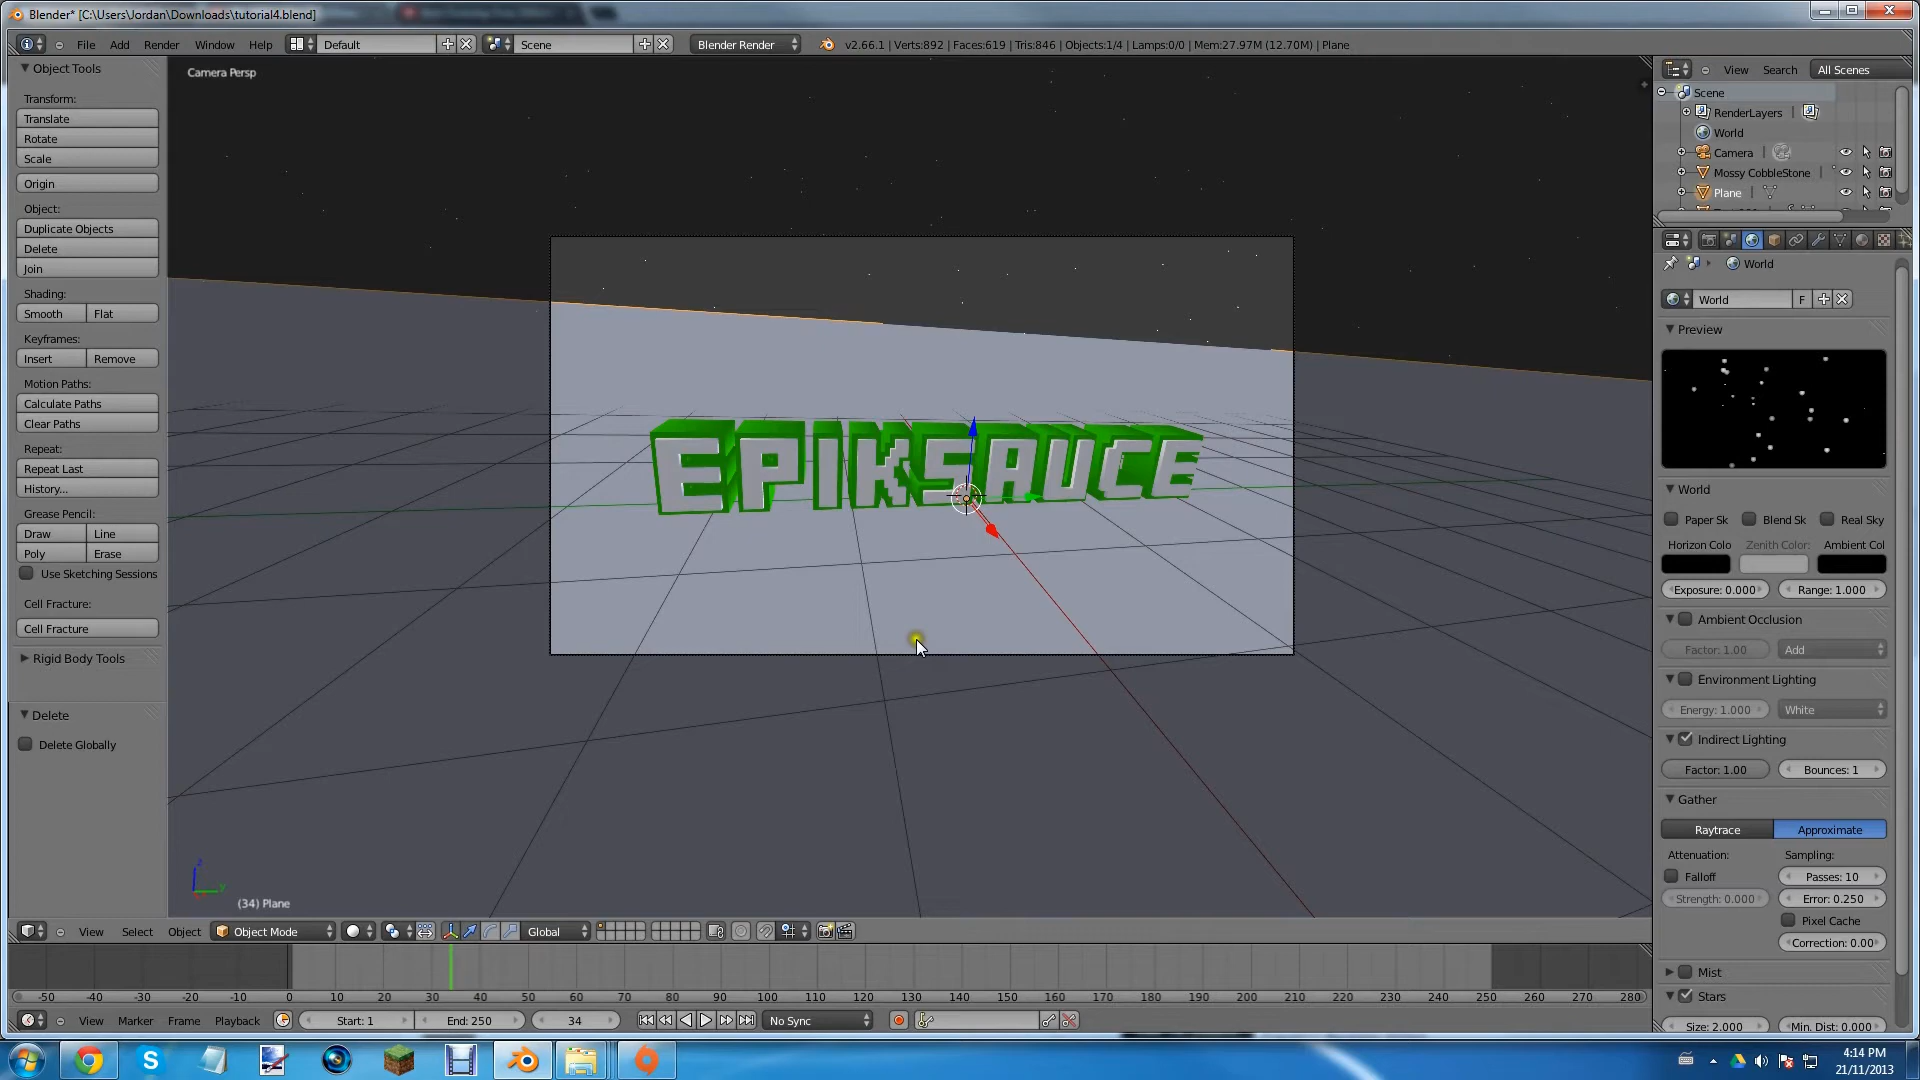 Blender* [C:\Users\Jordan\Downloads\tutorial4.blend]
File Add Render Window Help Default Scene Blender Render v2.66.1 | Verts:892 | Faces:619 | Tris:846 | Objects:1/4 | Lamps:0/0 | Mem:27.97M (12.70M) | Plane
Object Tools
Transform:
Translate
Rotate
Scale
Origin
Object:
Duplicate Objects
Delete
Join
Shading:
Smooth Flat
Keyframes:
Insert Remove
Motion Paths:
Calculate Paths
Clear Paths
Repeat:
Repeat Last
History...
Grease Pencil:
Draw Line
Poly Erase
Use Sketching Sessions
Cell Fracture:
Cell Fracture
Rigid Body Tools
Delete
Delete Globally
Camera Persp
EPIKSAUCE
z
y
(34) Plane
View Search All Scenes
Scene
RenderLayers
World
Camera
Mossy CobbleStone
Plane
World
World F
Preview
World
Paper Sk Blend Sk Real Sky
Horizon Colo Zenith Color: Ambient Col
Exposure: 0.000 Range: 1.000
Ambient Occlusion
Factor: 1.00 Add
Environment Lighting
Energy: 1.000 White
Indirect Lighting
Factor: 1.00 Bounces: 1
Gather
Raytrace Approximate
Attenuation: Sampling:
Falloff Passes: 10
Strength: 0.000 Error: 0.250
Pixel Cache
Correction: 0.00
Mist
Stars
Size: 2.000 Min. Dist: 0.000
View Select Object Object Mode Global
-50 -40 -30 -20 -10 0 10 20 30 40 50 60 70 80 90 100 110 120 130 140 150 160 170 180 190 200 210 220 230 240 250 260 270 280
View Marker Frame Playback Start: 1 End: 250 34 No Sync
4:14 PM
21/11/2013